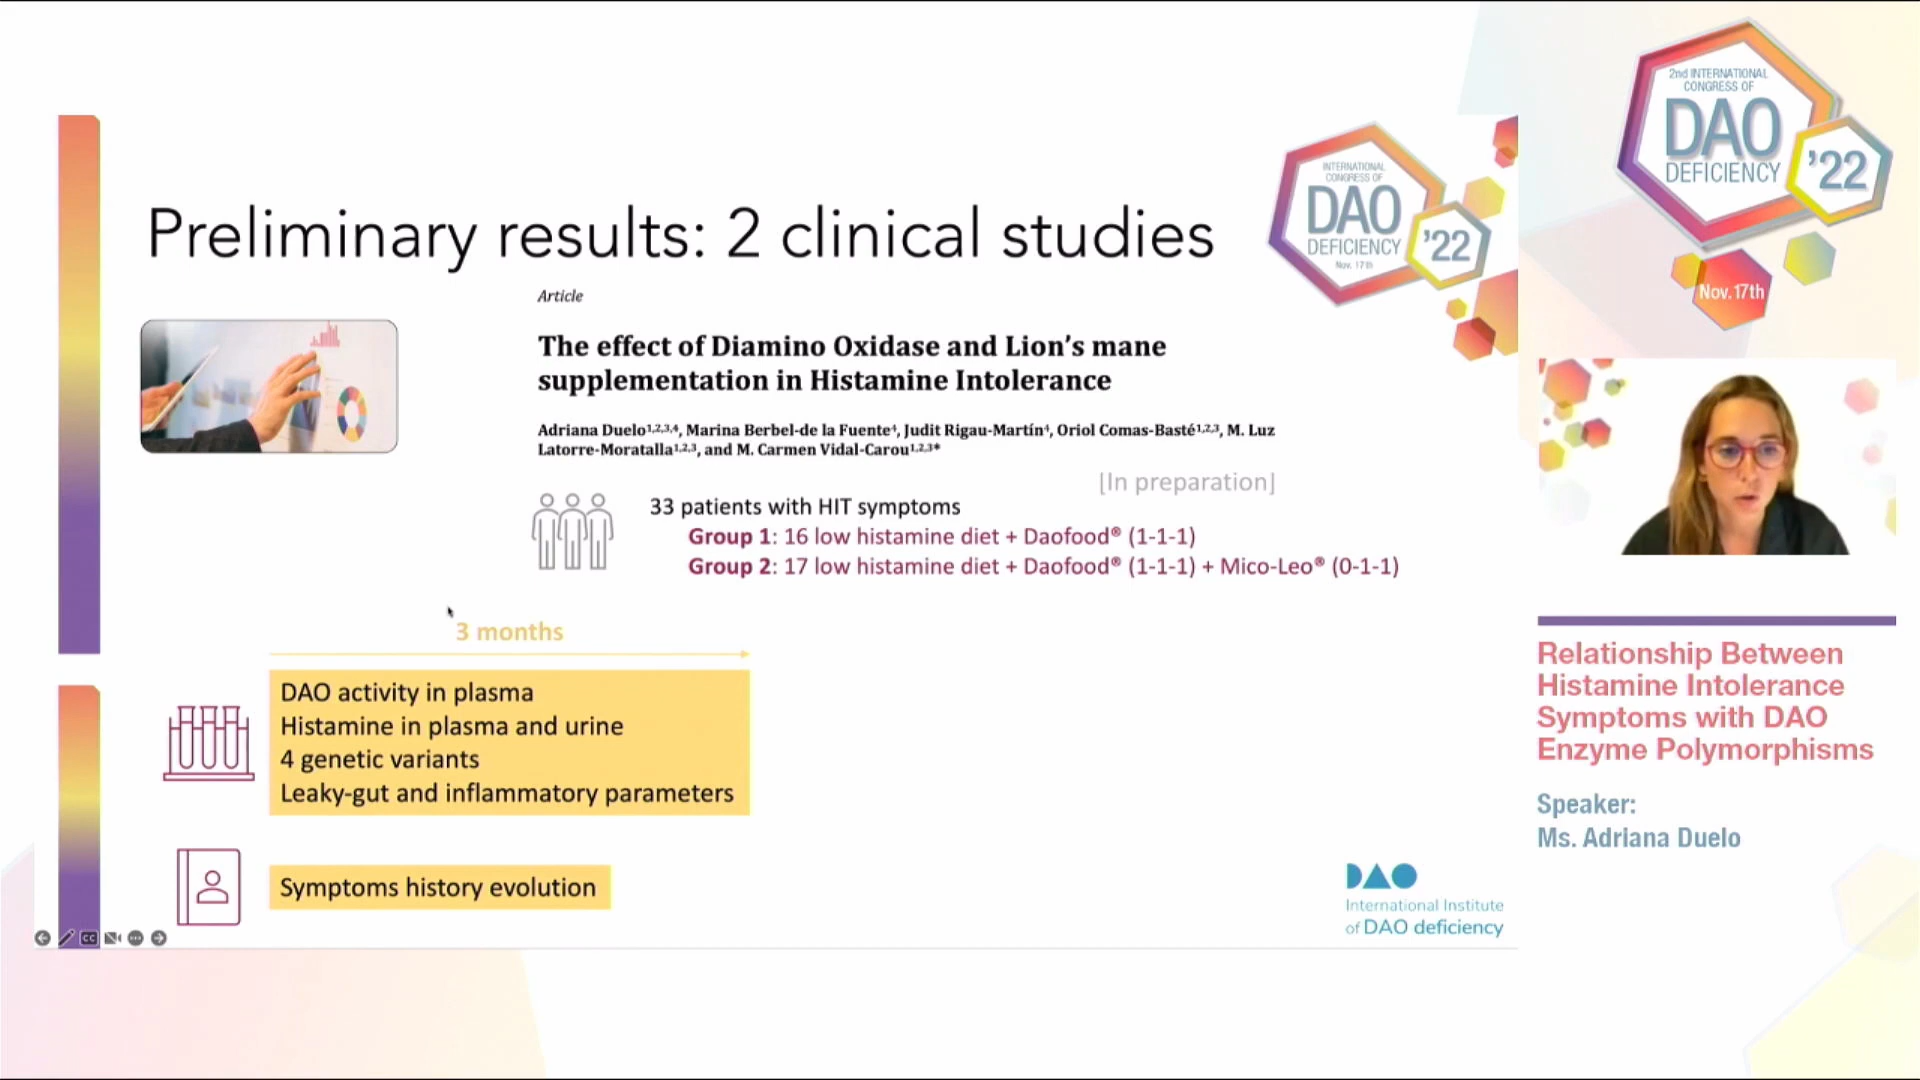 Preliminary results: 2 clinical studies
Article
The effect of Diamino Oxidase and Lion's mane
supplementation in Histamine Intolerance
Adriana Duelo¹,²,³,⁴, Marina Berbel-de la Fuente⁴, Judit Rigau-Martín⁴, Oriol Comas-Basté¹,²,³, M. Luz
Latorre-Moratalla¹,²,³, and M. Carmen Vidal-Carou¹,²,³*
[In preparation]
33 patients with HIT symptoms
Group 1: 16 low histamine diet + Daofood® (1-1-1)
Group 2: 17 low histamine diet + Daofood® (1-1-1) + Mico-Leo® (0-1-1)
3 months
DAO activity in plasma
Histamine in plasma and urine
4 genetic variants
Leaky-gut and inflammatory parameters
Symptoms history evolution
CC
INTERNATIONAL
CONGRESS OF
DAO
DEFICIENCY
'22
Nov. 17th
DAO
International Institute
of DAO deficiency
2nd INTERNATIONAL
CONGRESS OF
DAO
DEFICIENCY
'22
Nov. 17th
Relationship Between
Histamine Intolerance
Symptoms with DAO
Enzyme Polymorphisms
Speaker:
Ms. Adriana Duelo